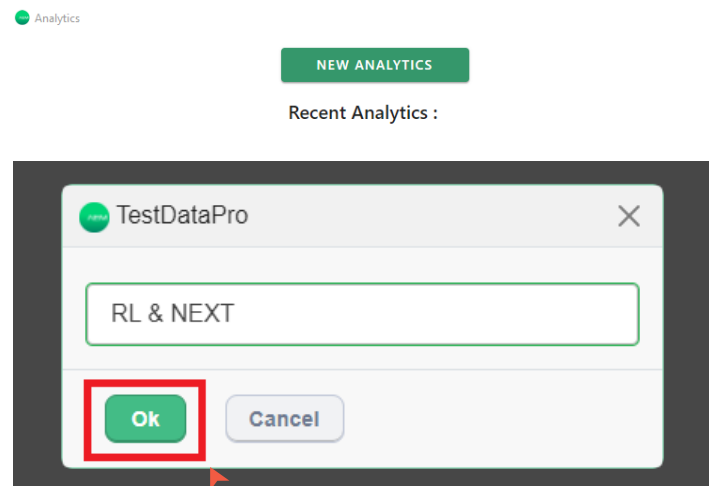 Analytics
NEW ANALYTICS
Recent Analytics :
TestDataPro
RL & NEXT
Ok
Cancel